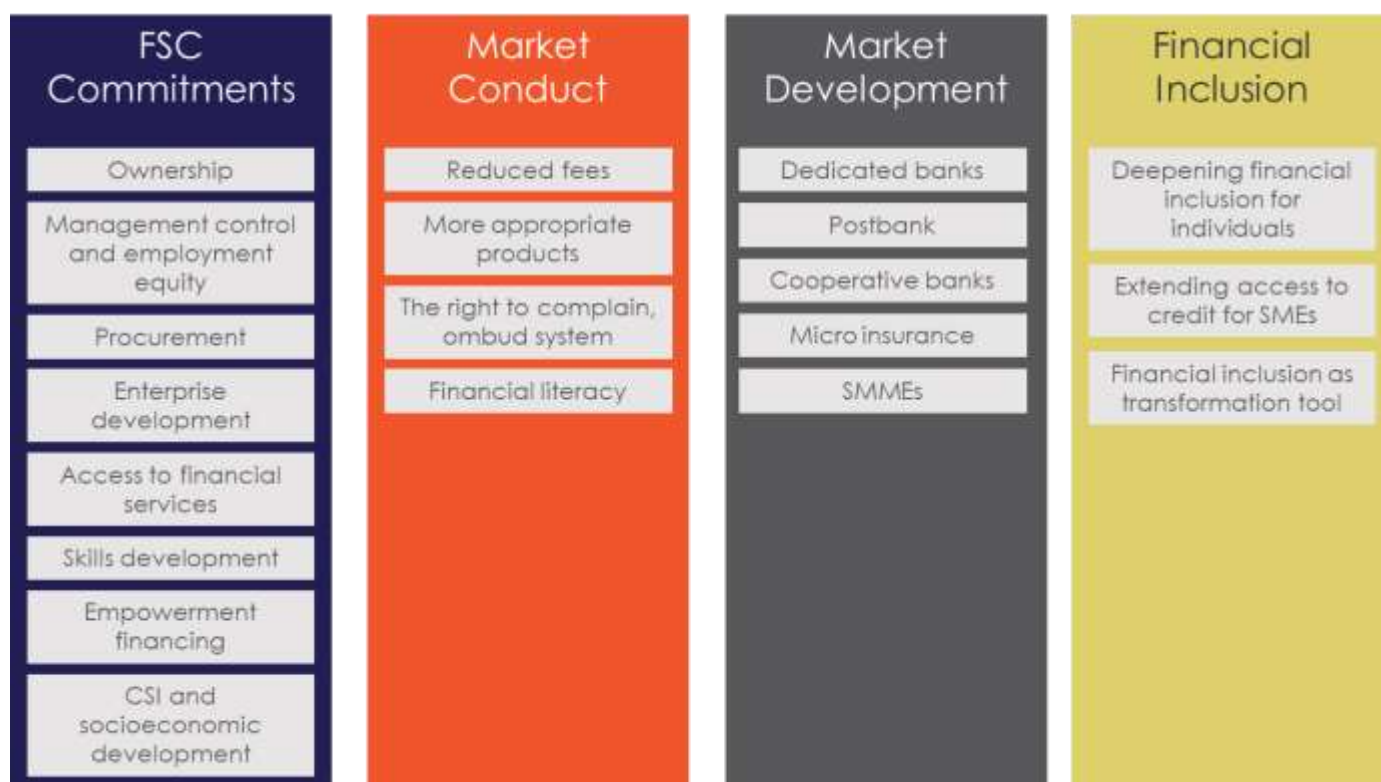 FSC
Commitments
Ownership
Management control
and employment
equity
Procurement
Enterprise
development
Access to financial
services
Skills development
Empowerment
financing
CSI and
socioeconomic
development
Market
Conduct
Reduced fees
More appropriate
products
The right to complain,
ombud system
Financial literacy
Market
Development
Dedicated banks
Postbank
Cooperative banks
Micro insurance
SMMEs
Financial
Inclusion
Deepening financial
inclusion for
individuals
Extending access to
credit for SMEs
Financial inclusion as
transformation tool